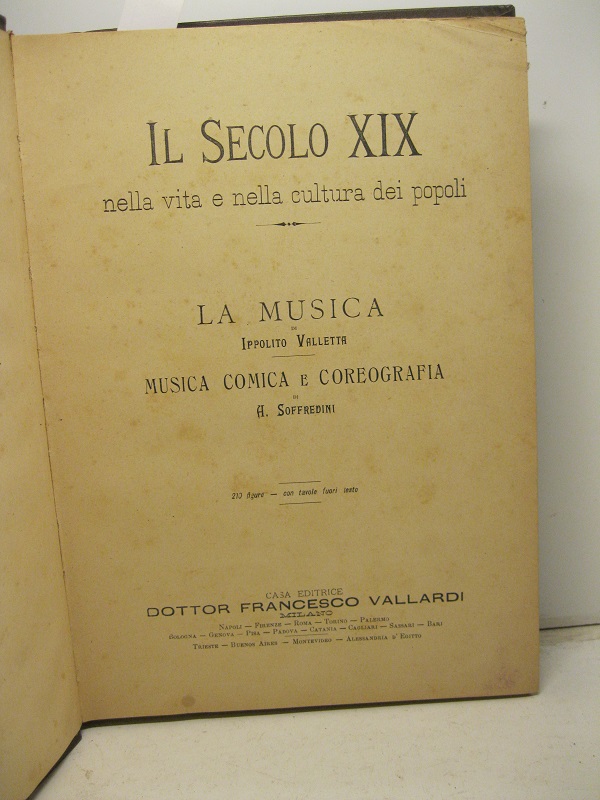 IL SECOLO XIX
nella vita e nella cultura dei popoli
LA MUSICA
DI
IPPOLITO VALLETTA
MUSICA COMICA E COREOGRAFIA
DI
A. SOFFREDINI
210 figure — con tavole fuori testo
CASA EDITRICE
DOTTOR FRANCESCO VALLARDI
MILANO
NAPOLI — FIRENZE — ROMA — TORINO — PALERMO
BOLOGNA — GENOVA — PISA — PADOVA — CATANIA — CAGLIARI — SASSARI — BARI
TRIESTE — BUENOS AIRES — MONTEVIDEO — ALESSANDRIA D'EGITTO